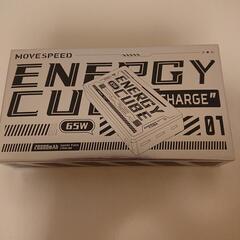 MOVESPEED
ENERGY
CUBE
CHARGE"
65W
ENERGY
CUBE
01
20000mAh